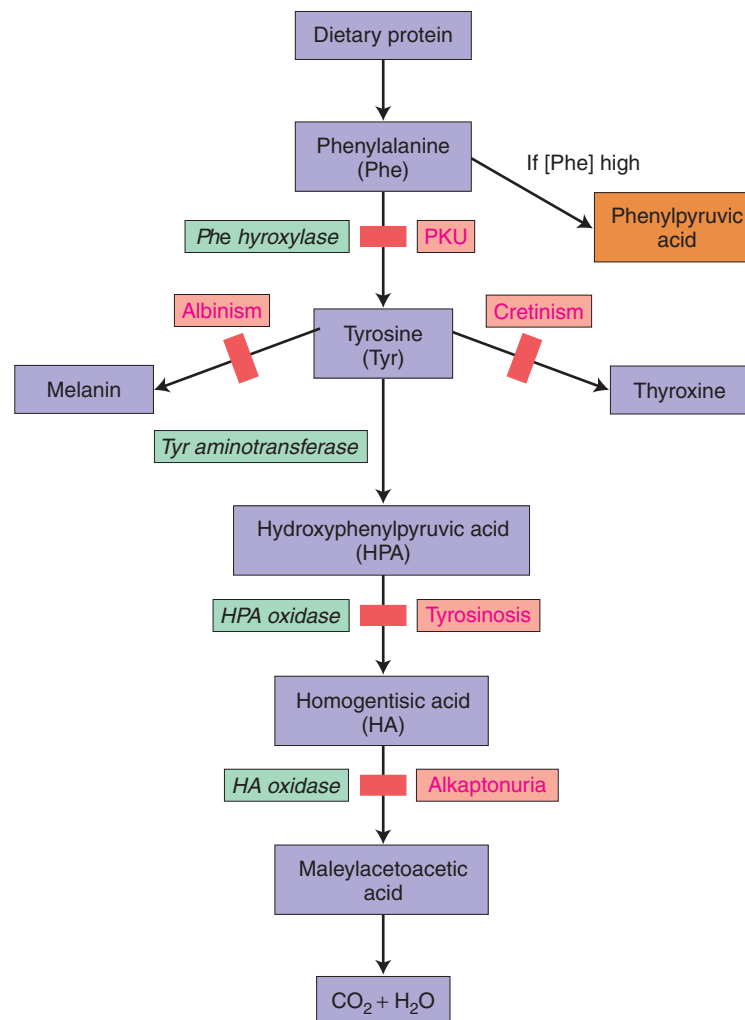 Dietary protein
Phenylalanine
(Phe)
If [Phe] high
Phenylpyruvic
acid
Phe hyroxylase
PKU
Albinism
Cretinism
Tyrosine
(Tyr)
Melanin
Thyroxine
Tyr aminotransferase
Hydroxyphenylpyruvic acid
(HPA)
HPA oxidase
Tyrosinosis
Homogentisic acid
(HA)
HA oxidase
Alkaptonuria
Maleylacetoacetic
acid
CO₂ + H₂O